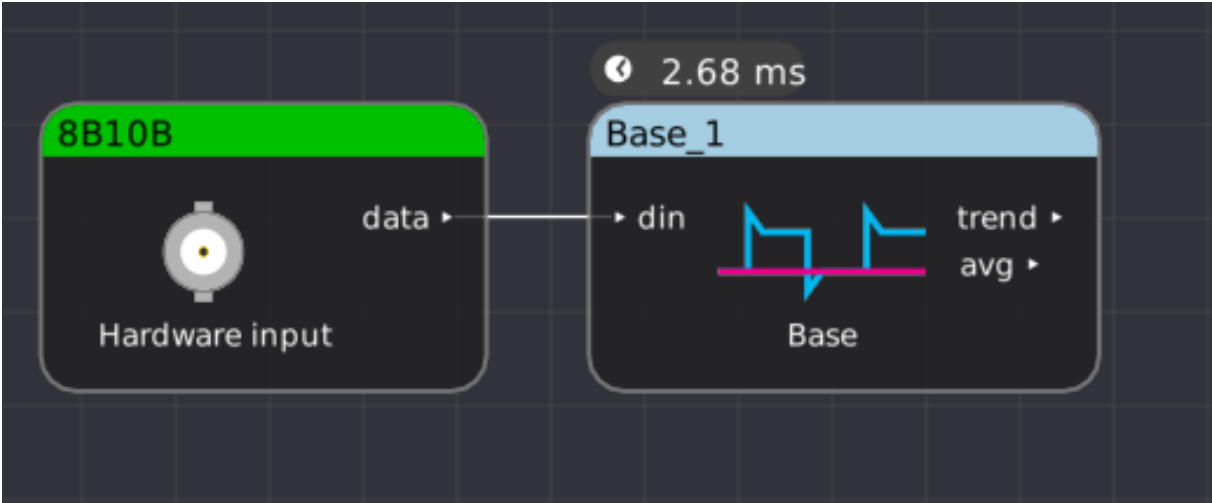 2.68 ms
8B10B
Base_1
data
din
trend
avg
Hardware input
Base